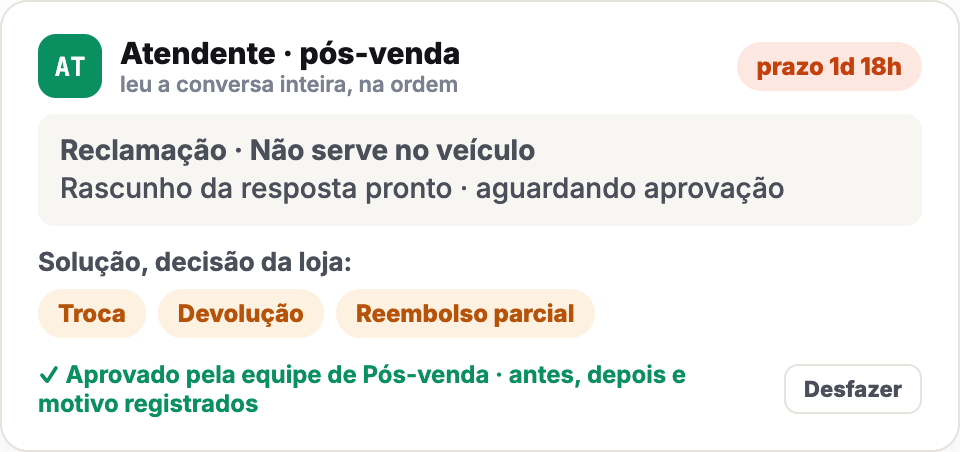 AT
Atendente · pós-venda
leu a conversa inteira, na ordem
prazo 1d 18h
Reclamação · Não serve no veículo
Rascunho da resposta pronto · aguardando aprovação
Solução, decisão da loja:
Troca
Devolução
Reembolso parcial
✓ Aprovado pela equipe de Pós-venda · antes, depois e
motivo registrados
Desfazer